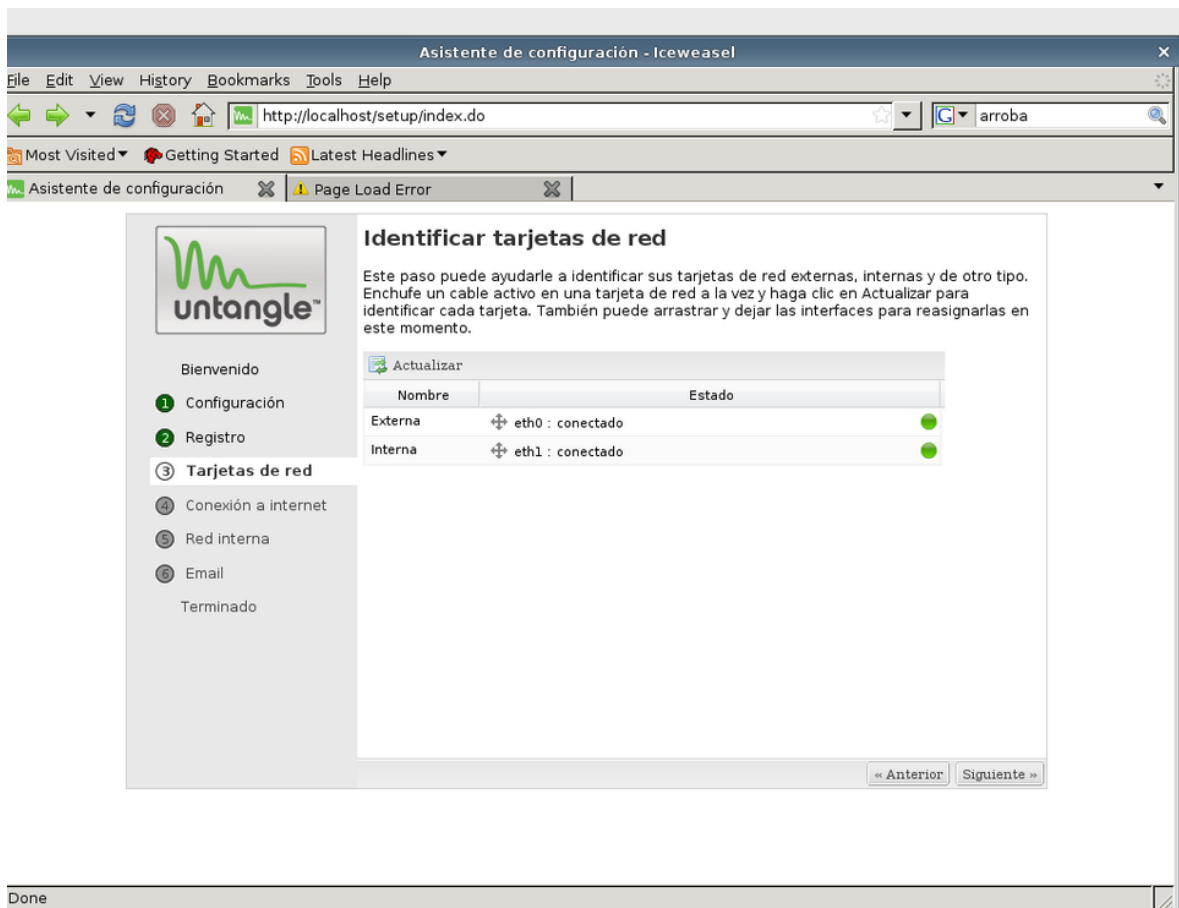 Asistente de configuración - Iceweasel
File Edit View History Bookmarks Tools Help
http://localhost/setup/index.do
G arroba
Most Visited Getting Started Latest Headlines
Asistente de configuración
Page Load Error
untangle™
Bienvenido
1 Configuración
2 Registro
3 Tarjetas de red
4 Conexión a internet
5 Red interna
6 Email
Terminado
Identificar tarjetas de red
Este paso puede ayudarle a identificar sus tarjetas de red externas, internas y de otro tipo.
Enchufe un cable activo en una tarjeta de red a la vez y haga clic en Actualizar para
identificar cada tarjeta. También puede arrastrar y dejar las interfaces para reasignarlas en
este momento.
Actualizar
Nombre Estado
Externa eth0 : conectado
Interna eth1 : conectado
« Anterior Siguiente »
Done